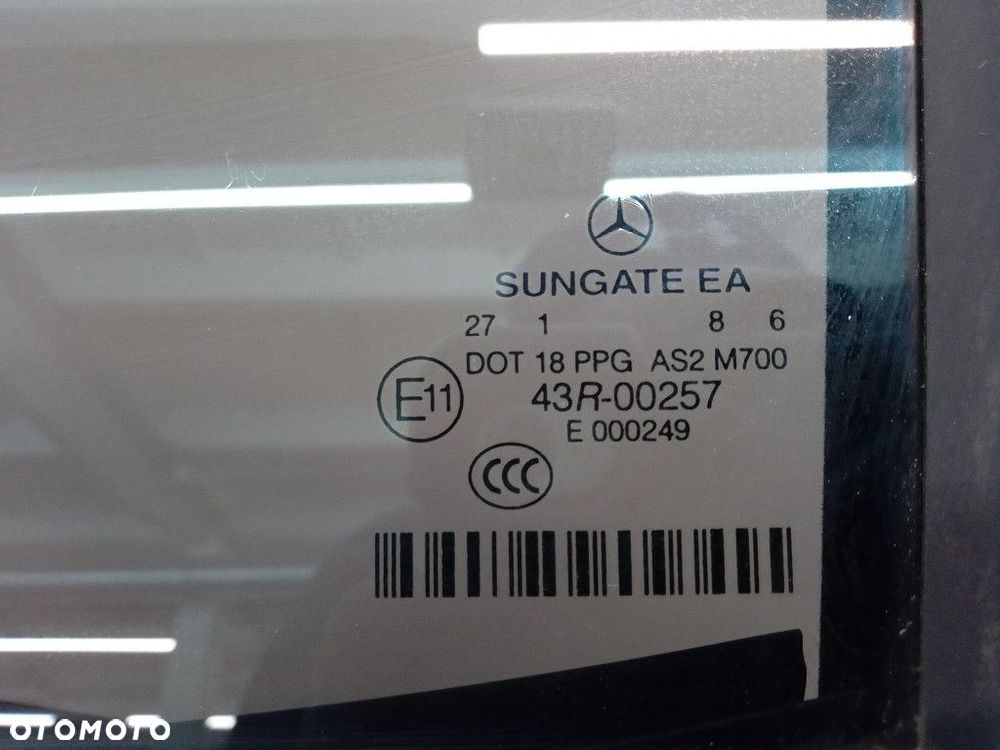 SUNGATE EA
27 1 8 6
DOT 18 PPG AS2 M700
E11
43R-00257
E 000249
CCC
OTOMOTO